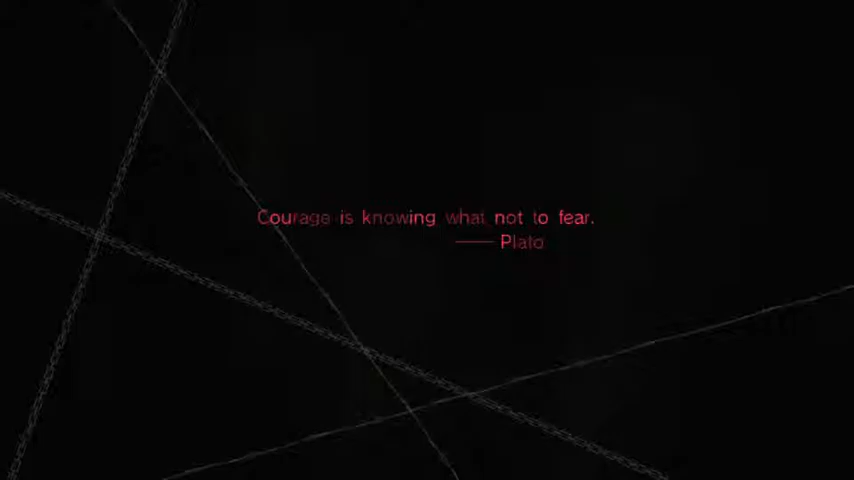 Courage is knowing what not to fear.
—— Plato